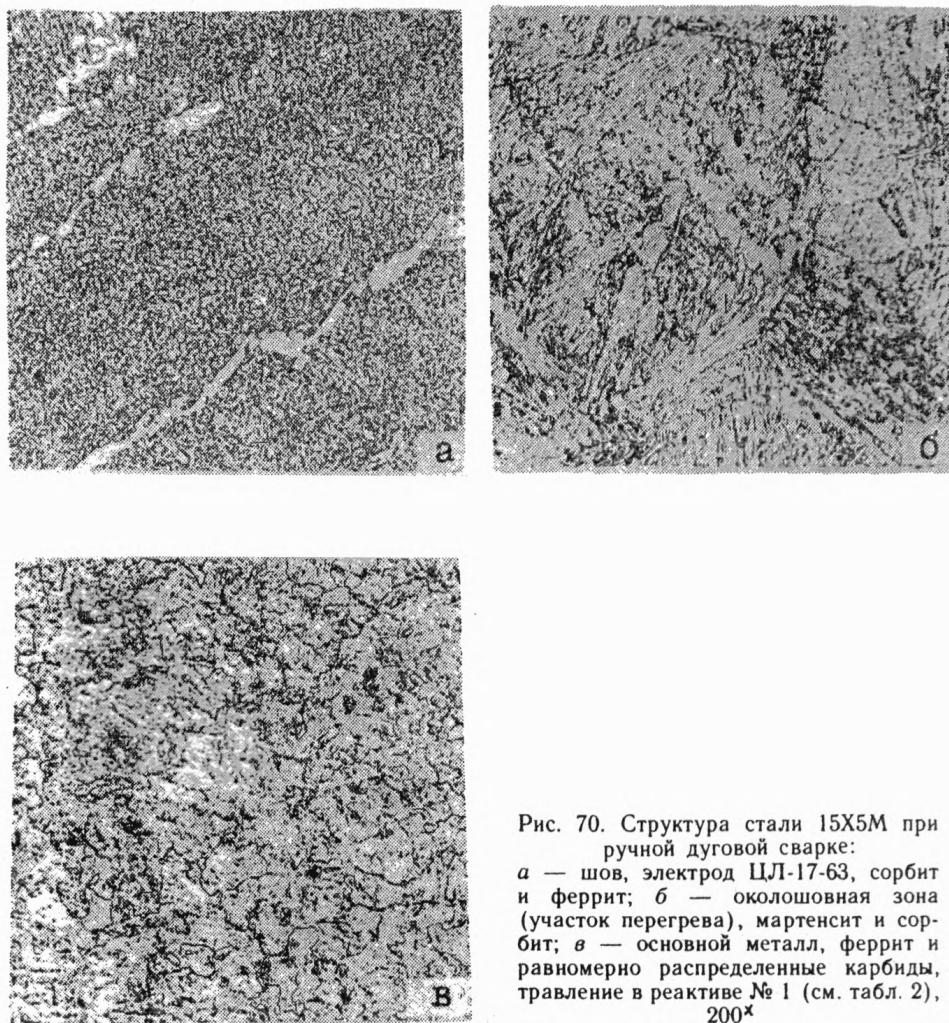 а
б
в
Рис. 70. Структура стали 15Х5М при
ручной дуговой сварке:
а — шов, электрод ЦЛ-17-63, сорбит
и феррит; б — околошовная зона
(участок перегрева), мартенсит и сор-
бит; в — основной металл, феррит и
равномерно распределенные карбиды,
травление в реактиве № 1 (см. табл. 2),
200ˣ